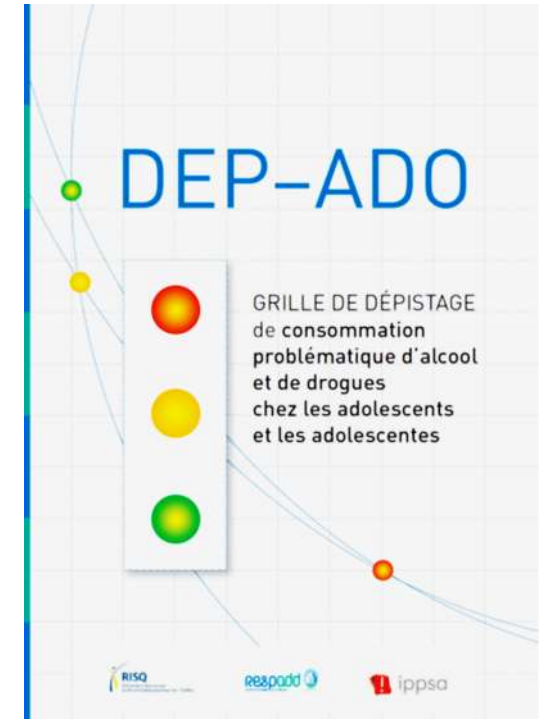 DEP–ADO
GRILLE DE DÉPISTAGE
de consommation
problématique d'alcool
et de drogues
chez les adolescents
et les adolescentes
RISQ
respadd
ippsa